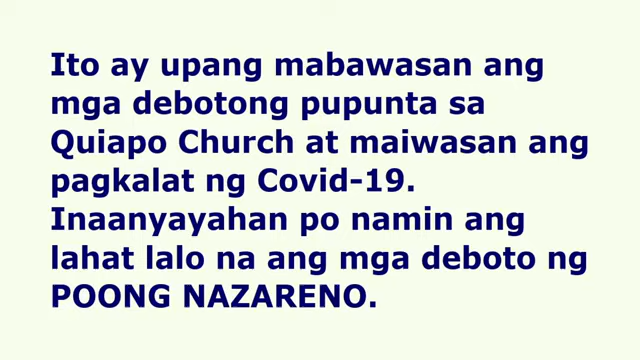 Ito ay upang mabawasan ang
mga debotong pupunta sa
Quiapo Church at maiwasan ang
pagkalat ng Covid-19.
Inaanyayahan po namin ang
lahat lalo na ang mga deboto ng
POONG NAZARENO.